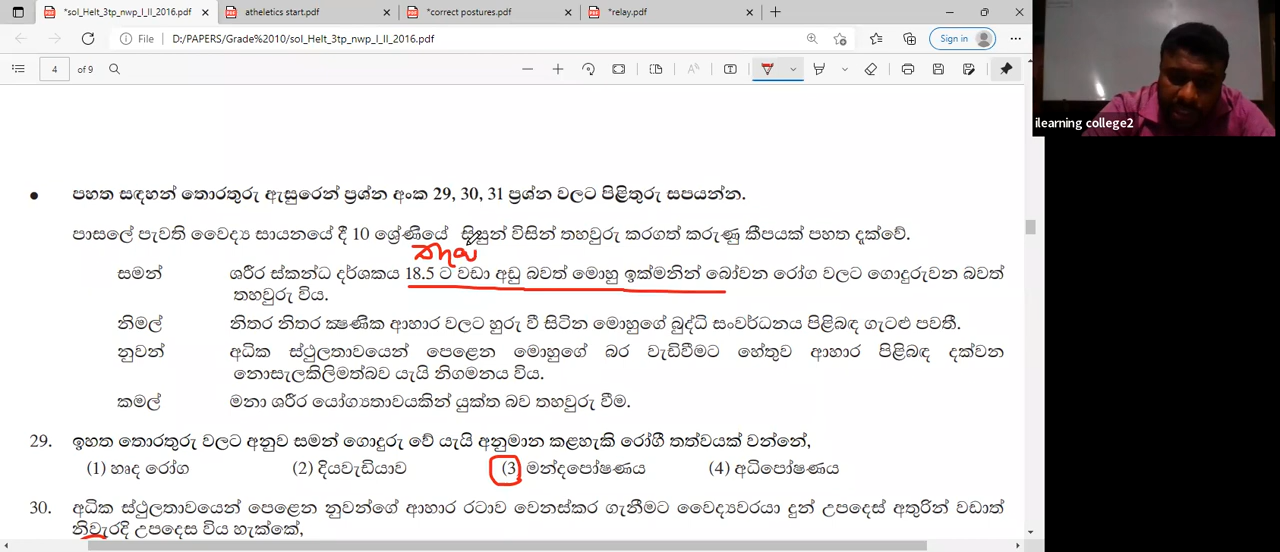 *sol_Helt_3tp_nwp_I_II_2016.pdf
atheletics start.pdf
*correct postures.pdf
*relay.pdf
File
D:/PAPERS/Grade%2010/sol_Helt_3tp_nwp_I_II_2016.pdf
Sign in
4 of 9
ilearning college2
• පහත සඳහන් තොරතුරු ඇසුරෙන් ප්‍රශ්න අංක 29, 30, 31 ප්‍රශ්න වලට පිළිතුරු සපයන්න.
පාසලේ පැවති වෛද්‍ය සායනයේ දී 10 ශ්‍රේණියේ සිසුන් විසින් තහවුරු කරගත් කරුණු කීපයක් පහත දැක්වේ.
සමන් ශරීර ස්කන්ධ දර්ශකය 18.5 ට වඩා අඩු බවත් මොහු ඉක්මනින් බෝවන රෝග වලට ගොදුරුවන බවත්
තහවුරු විය.
නිමල් නිතර නිතර ක්‍ෂණික ආහාර වලට හුරු වී සිටින මොහුගේ බුද්ධි සංවර්ධනය පිළිබඳ ගැටළු පවතී.
නුවන් අධික ස්ථුලතාවයෙන් පෙළෙන මොහුගේ බර වැඩිවීමට හේතුව ආහාර පිළිබඳ දක්වන
නොසැලකිලිමත්බව යැයි නිගමනය විය.
කමල් මනා ශරීර යෝග්‍යතාවයකින් යුක්ත බව තහවුරු වීම.
29. ඉහත තොරතුරු වලට අනුව සමන් ගොදුරු වේ යැයි අනුමාන කළහැකි රෝගී තත්වයක් වන්නේ,
(1) හෘද රෝග (2) දියවැඩියාව (3 මන්දපෝෂණය (4) අධිපෝෂණය
30. අධික ස්ථුලතාවයෙන් පෙළෙන නුවන්ගේ ආහාර රටාව වෙනස්කර ගැනීමට වෛද්‍යවරයා දුන් උපදෙස් අතුරින් වඩාත්
නිවැරදි උපදෙස විය හැක්කේ,